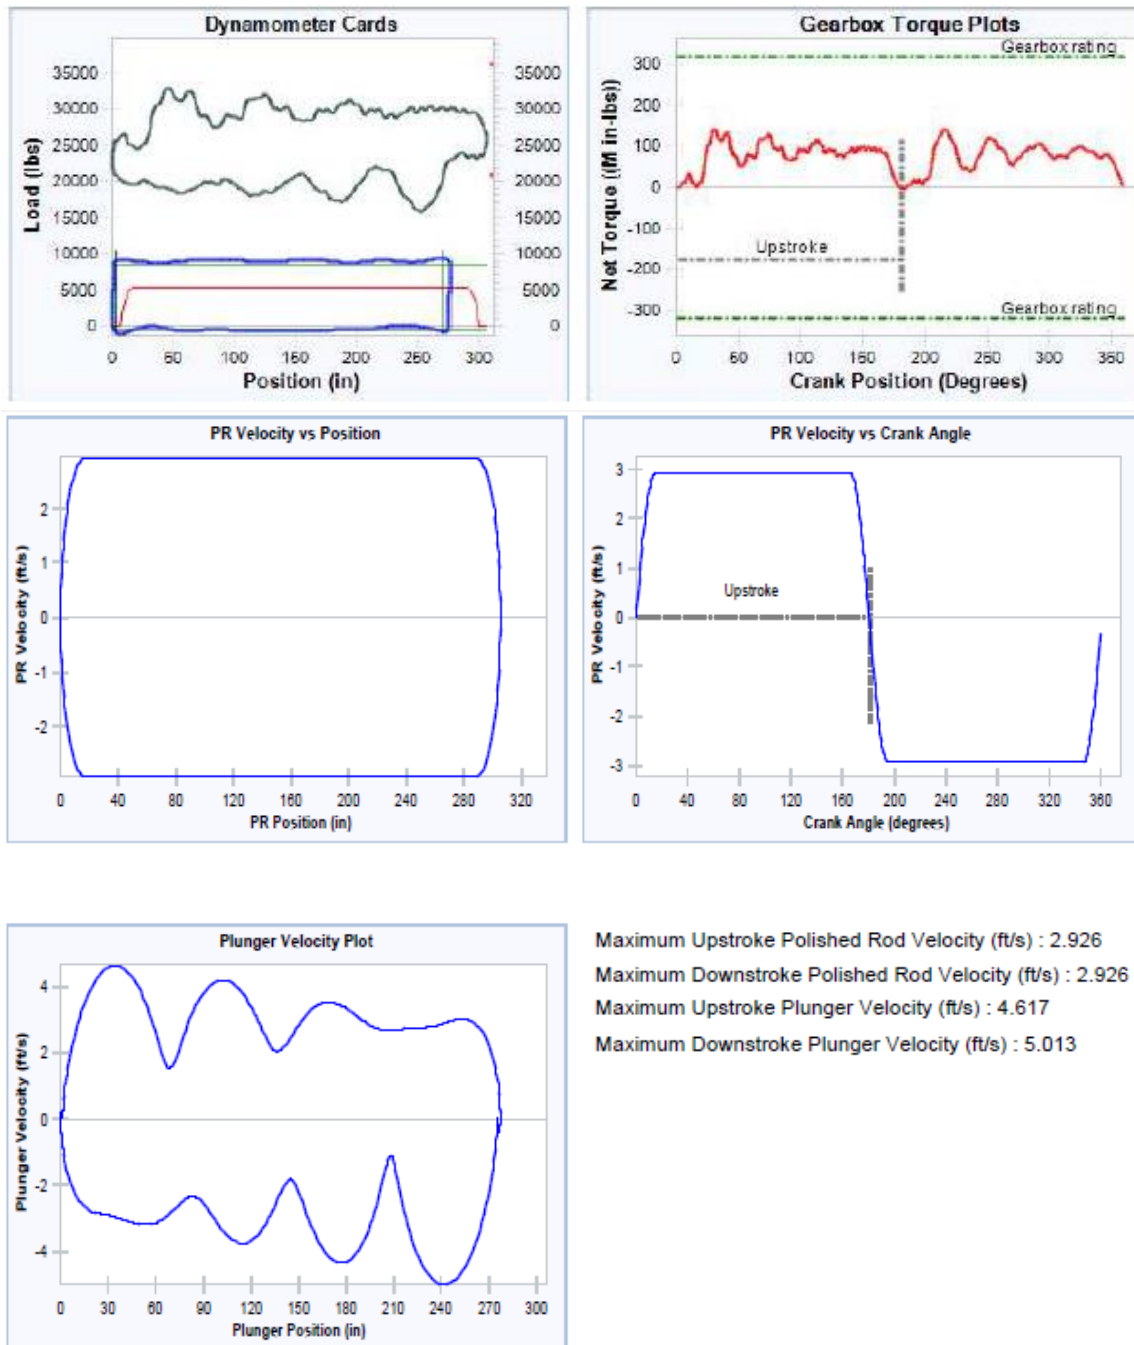 Dynamometer Cards
35000
30000
25000
20000
15000
10000
5000
0
35000
30000
25000
20000
15000
10000
5000
0
Load (lbs)
0 50 100 150 200 250 300
Position (in)
Gearbox Torque Plots
Gearbox rating
300
200
100
0
-100
-200
-300
Net Torque ((M in-lbs))
Upstroke
Gearbox rating
0 60 100 150 200 250 300 350
Crank Position (Degrees)
PR Velocity vs Position
2
1
0
-1
-2
PR Velocity (ft/s)
0 40 80 120 160 200 240 280 320
PR Position (in)
PR Velocity vs Crank Angle
3
2
1
0
-1
-2
-3
PR Velocity (ft/s)
Upstroke
0 40 80 120 160 200 240 280 320 360
Crank Angle (degrees)
Plunger Velocity Plot
4
2
0
-2
-4
Plunger Velocity (ft/s)
0 30 60 90 120 150 180 210 240 270 300
Plunger Position (in)
Maximum Upstroke Polished Rod Velocity (ft/s) : 2.926
Maximum Downstroke Polished Rod Velocity (ft/s) : 2.926
Maximum Upstroke Plunger Velocity (ft/s) : 4.617
Maximum Downstroke Plunger Velocity (ft/s) : 5.013